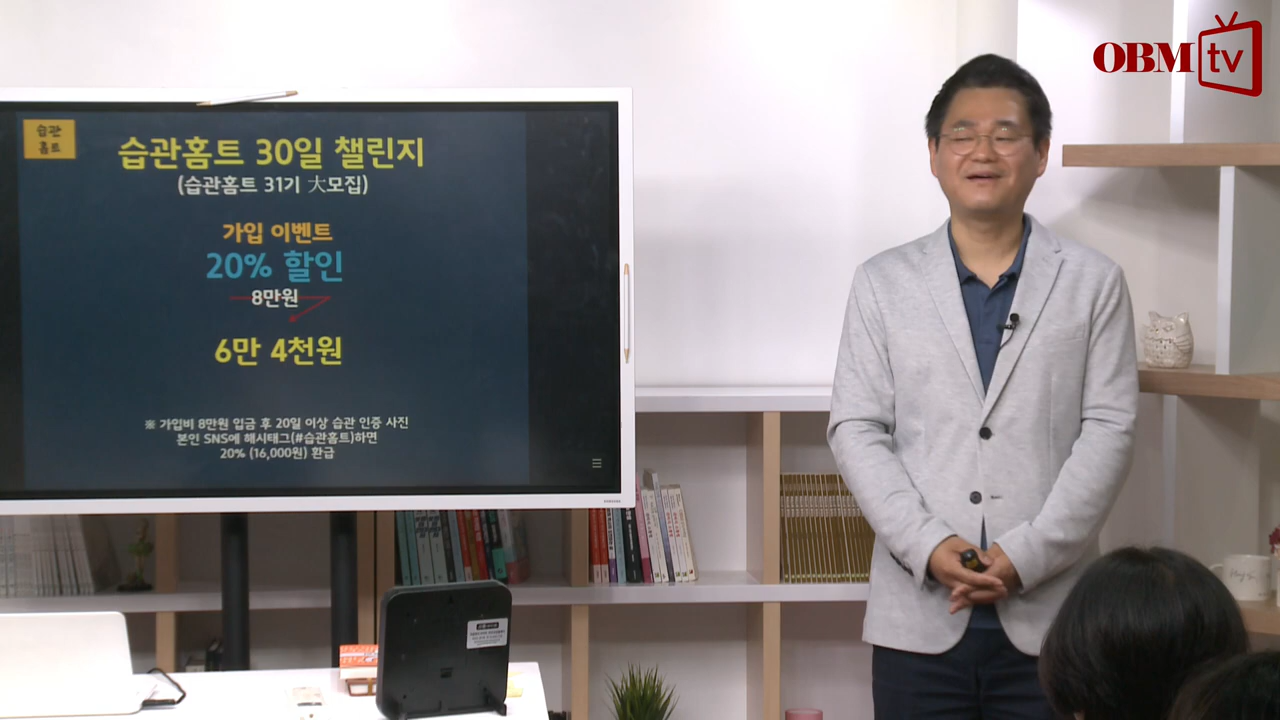 OBM tv
습관
홈트
습관홈트 30일 챌린지
(습관홈트 31기 大모집)
가입 이벤트
20% 할인
8만원
6만 4천원
※ 가입비 8만원 입금 후 20일 이상 습관 인증 사진
본인 SNS에 해시태그(#습관홈트)하면
20% (16,000원) 환급